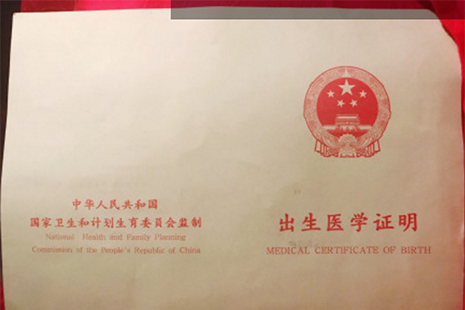 中华人民共和国
国家卫生和计划生育委员会监制
National Health and Family Planning
Commission of the People's Republic of China
出生医学证明
MEDICAL CERTIFICATE OF BIRTH